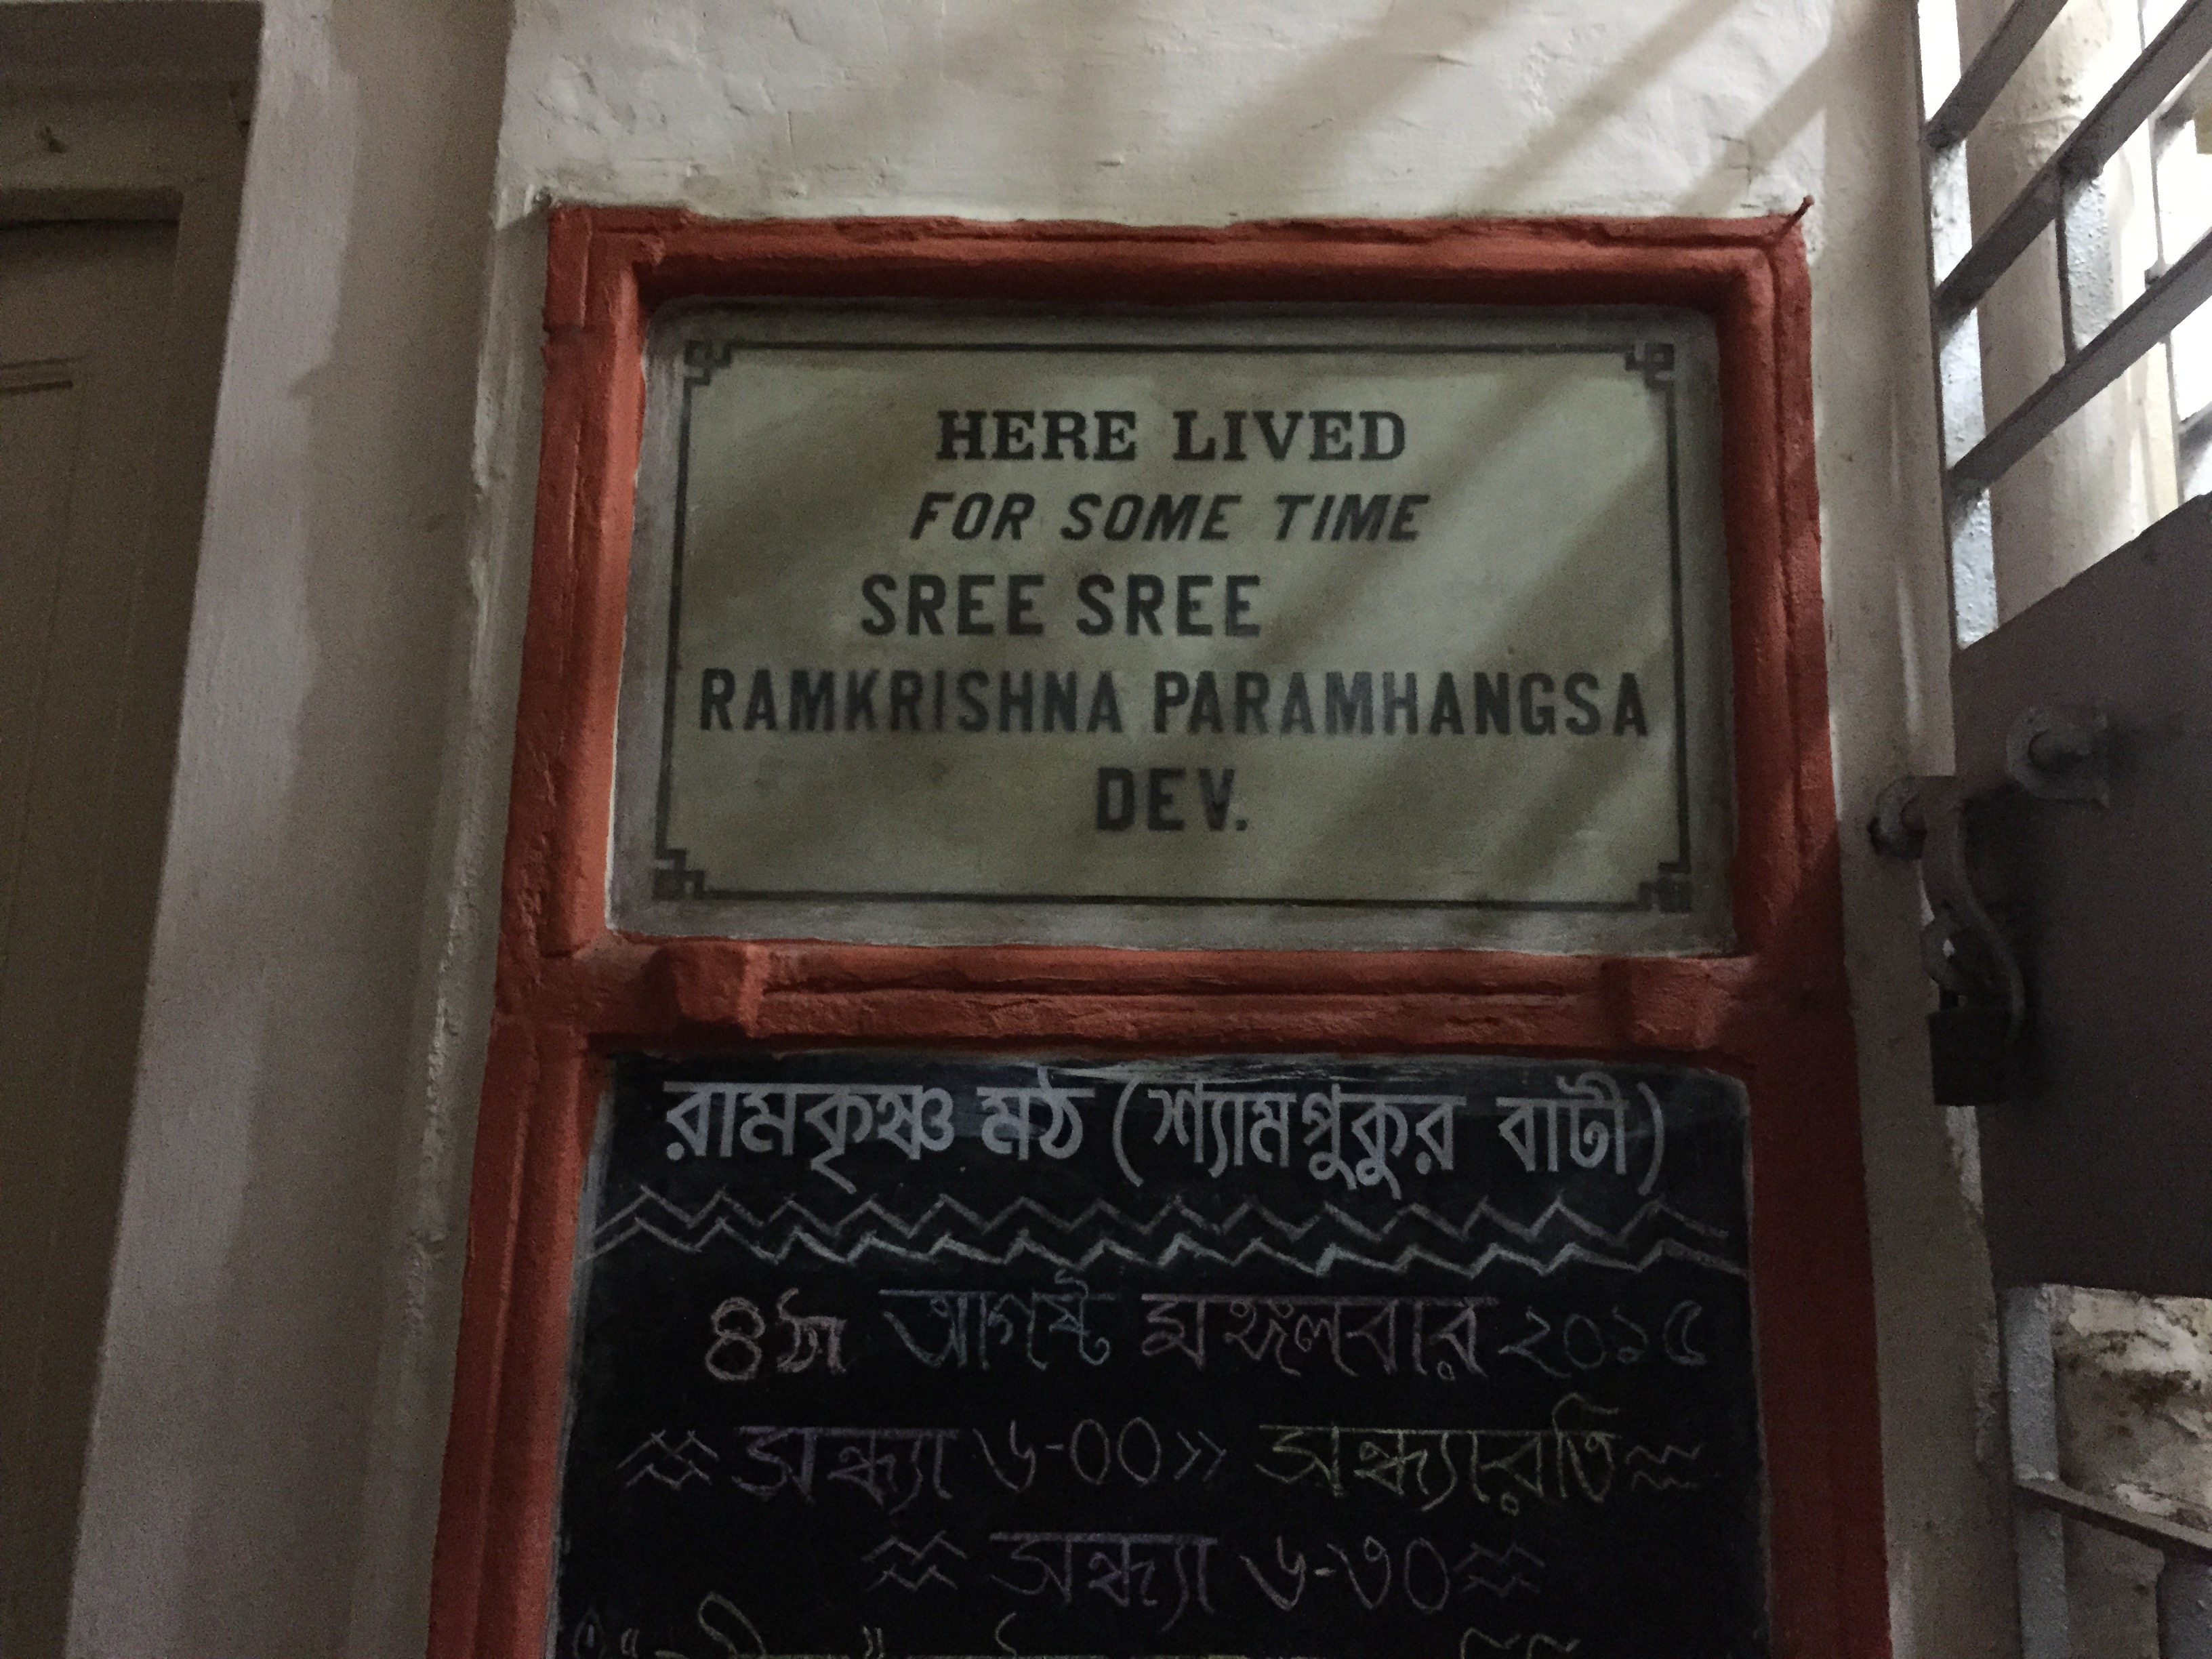 HERE LIVED
FOR SOME TIME
SREE SREE
RAMKRISHNA PARAMHANGSA
DEV.
রামকৃষ্ণ মঠ (শ্যামপুকুর বাটী)
৪ঠা আগষ্ট মঙ্গলবার ২০১৫
সন্ধ্যা ৬-০০ >> সন্ধ্যারতি
সন্ধ্যা ৬-৩০